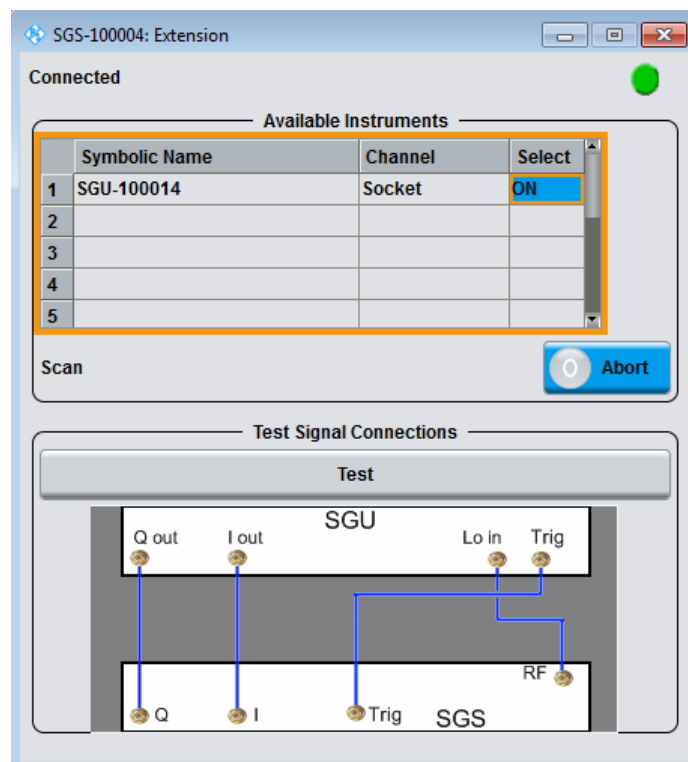 SGS-100004: Extension
Connected
Available Instruments
Symbolic Name Channel Select
1 SGU-100014 Socket ON
2
3
4
5
Scan O Abort
Test Signal Connections
Test
SGU
Q out I out Lo in Trig
RF
Q I Trig SGS